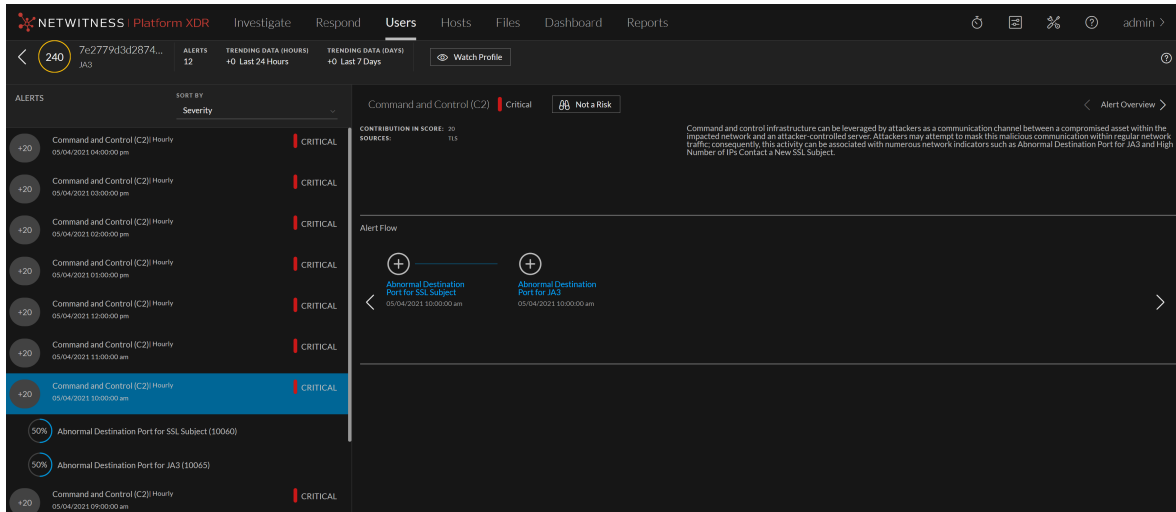 NETWITNESS | Platform XDR Investigate Respond Users Hosts Files Dashboard Reports admin >
240 7e2779d3d2874... JA3 ALERTS 12 TRENDING DATA (HOURS) +0 Last 24 Hours TRENDING DATA (DAYS) +0 Last 7 Days Watch Profile
ALERTS
SORT BY
Severity
+20 Command and Control (C2)| Hourly CRITICAL
05/04/2021 04:00:00 pm
+20 Command and Control (C2)| Hourly CRITICAL
05/04/2021 03:00:00 pm
+20 Command and Control (C2)| Hourly CRITICAL
05/04/2021 02:00:00 pm
+20 Command and Control (C2)| Hourly CRITICAL
05/04/2021 01:00:00 pm
+20 Command and Control (C2)| Hourly CRITICAL
05/04/2021 12:00:00 pm
+20 Command and Control (C2)| Hourly CRITICAL
05/04/2021 11:00:00 am
+20 Command and Control (C2)| Hourly CRITICAL
05/04/2021 10:00:00 am
50% Abnormal Destination Port for SSL Subject (10060)
50% Abnormal Destination Port for JA3 (10065)
+20 Command and Control (C2)| Hourly CRITICAL
05/04/2021 09:00:00 am
Command and Control (C2) Critical Not a Risk Alert Overview
CONTRIBUTION IN SCORE: 20
SOURCES: TLS
Command and control infrastructure can be leveraged by attackers as a communication channel between a compromised asset within the
impacted network and an attacker-controlled server. Attackers may attempt to mask this malicious communication within regular network
traffic; consequently, this activity can be associated with numerous network indicators such as Abnormal Destination Port for JA3 and High
Number of IPs Contact a New SSL Subject.
Alert Flow
Abnormal Destination
Port for SSL Subject
05/04/2021 10:00:00 am
Abnormal Destination
Port for JA3
05/04/2021 10:00:00 am